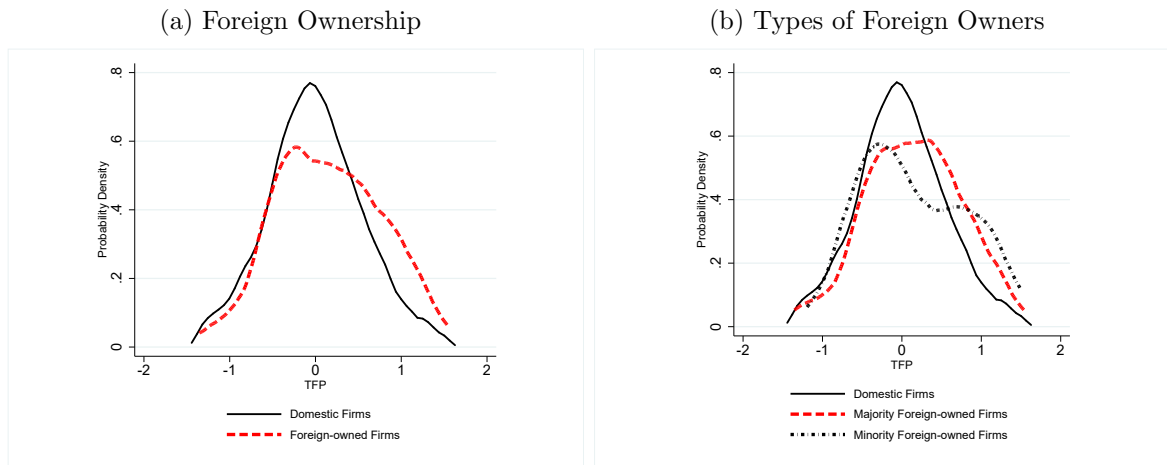 (a) Foreign Ownership
Probability Density
.8
.6
.4
.2
0
-2 -1 0 1 2
TFP
Domestic Firms
Foreign-owned Firms
(b) Types of Foreign Owners
Probability Density
.8
.6
.4
.2
0
-2 -1 0 1 2
TFP
Domestic Firms
Majority Foreign-owned Firms
Minority Foreign-owned Firms